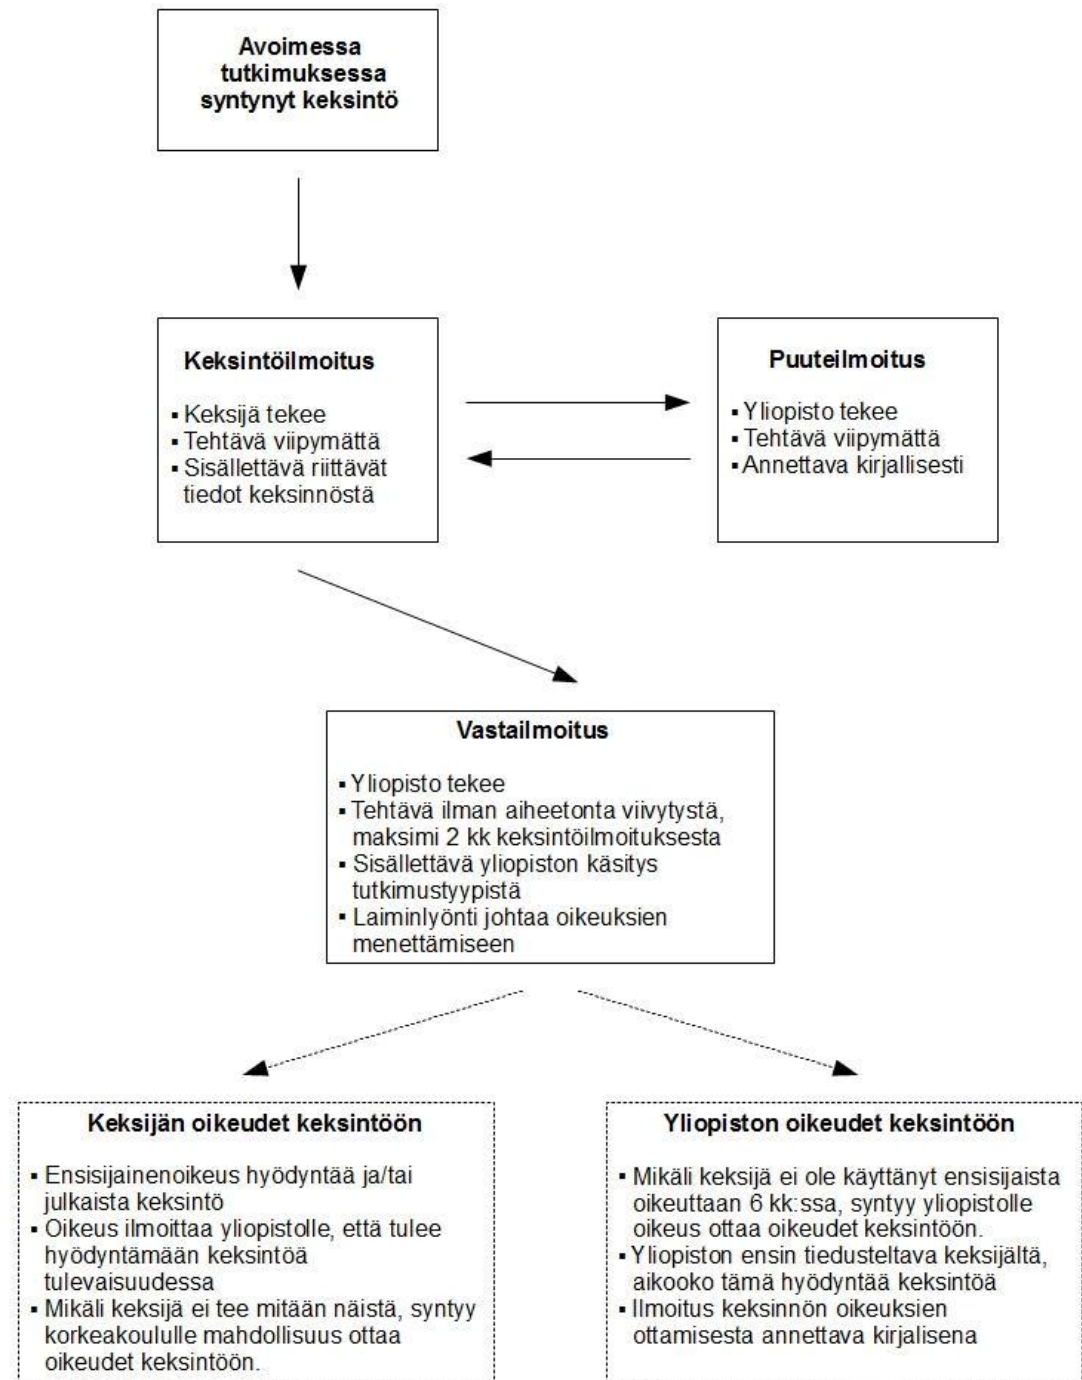 Avoimessa
tutkimuksessa
syntynyt keksintö
Keksintöilmoitus
▪ Keksijä tekee
▪ Tehtävä viipymättä
▪ Sisällettävä riittävät
tiedot keksinnöstä
Puuteilmoitus
▪ Yliopisto tekee
▪ Tehtävä viipymättä
▪ Annettava kirjallisesti
Vastailmoitus
▪ Yliopisto tekee
▪ Tehtävä ilman aiheetonta viivytystä,
maksimi 2 kk keksintöilmoituksesta
▪ Sisällettävä yliopiston käsitys
tutkimustyypistä
▪ Laiminlyönti johtaa oikeuksien
menettämiseen
Keksijän oikeudet keksintöön
▪ Ensisijainenoikeus hyödyntää ja/tai
julkaista keksintö
▪ Oikeus ilmoittaa yliopistolle, että tulee
hyödyntämään keksintöä
tulevaisuudessa
▪ Mikäli keksijä ei tee mitään näistä, syntyy
korkeakoululle mahdollisuus ottaa
oikeudet keksintöön.
Yliopiston oikeudet keksintöön
▪ Mikäli keksijä ei ole käyttänyt ensisijaista
oikeuttaan 6 kk:ssa, syntyy yliopistolle
oikeus ottaa oikeudet keksintöön.
▪ Yliopiston ensin tiedusteltava keksijältä,
aikooko tämä hyödyntää keksintöä
▪ Ilmoitus keksinnön oikeuksien
ottamisesta annettava kirjalisena